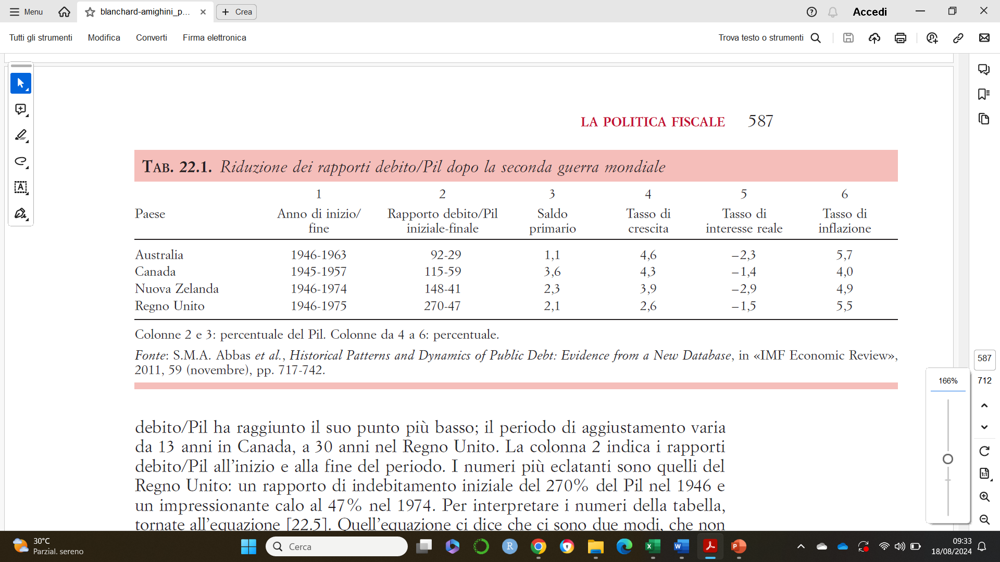 Menu
blanchard-amighini_p...
Crea
Accedi
Tutti gli strumenti Modifica Converti Firma elettronica
Trova testo o strumenti
LA POLITICA FISCALE 587
TAB. 22.1. Riduzione dei rapporti debito/Pil dopo la seconda guerra mondiale
1 2 3 4 5 6
Paese Anno di inizio/ Rapporto debito/Pil Saldo Tasso di Tasso di Tasso di
fine iniziale-finale primario crescita interesse reale inflazione
Australia 1946-1963 92-29 1,1 4,6 –2,3 5,7
Canada 1945-1957 115-59 3,6 4,3 –1,4 4,0
Nuova Zelanda 1946-1974 148-41 2,3 3,9 –2,9 4,9
Regno Unito 1946-1975 270-47 2,1 2,6 –1,5 5,5
Colonne 2 e 3: percentuale del Pil. Colonne da 4 a 6: percentuale.
Fonte: S.M.A. Abbas et al., Historical Patterns and Dynamics of Public Debt: Evidence from a New Database, in «IMF Economic Review»,
2011, 59 (novembre), pp. 717-742.
debito/Pil ha raggiunto il suo punto più basso; il periodo di aggiustamento varia
da 13 anni in Canada, a 30 anni nel Regno Unito. La colonna 2 indica i rapporti
debito/Pil all'inizio e alla fine del periodo. I numeri più eclatanti sono quelli del
Regno Unito: un rapporto di indebitamento iniziale del 270% del Pil nel 1946 e
un impressionante calo al 47% nel 1974. Per interpretare i numeri della tabella,
tornate all'equazione [22.5]. Quell'equazione ci dice che ci sono due modi, che non
587
712
166%
30°C
Parzial. sereno
Cerca
09:33
18/08/2024